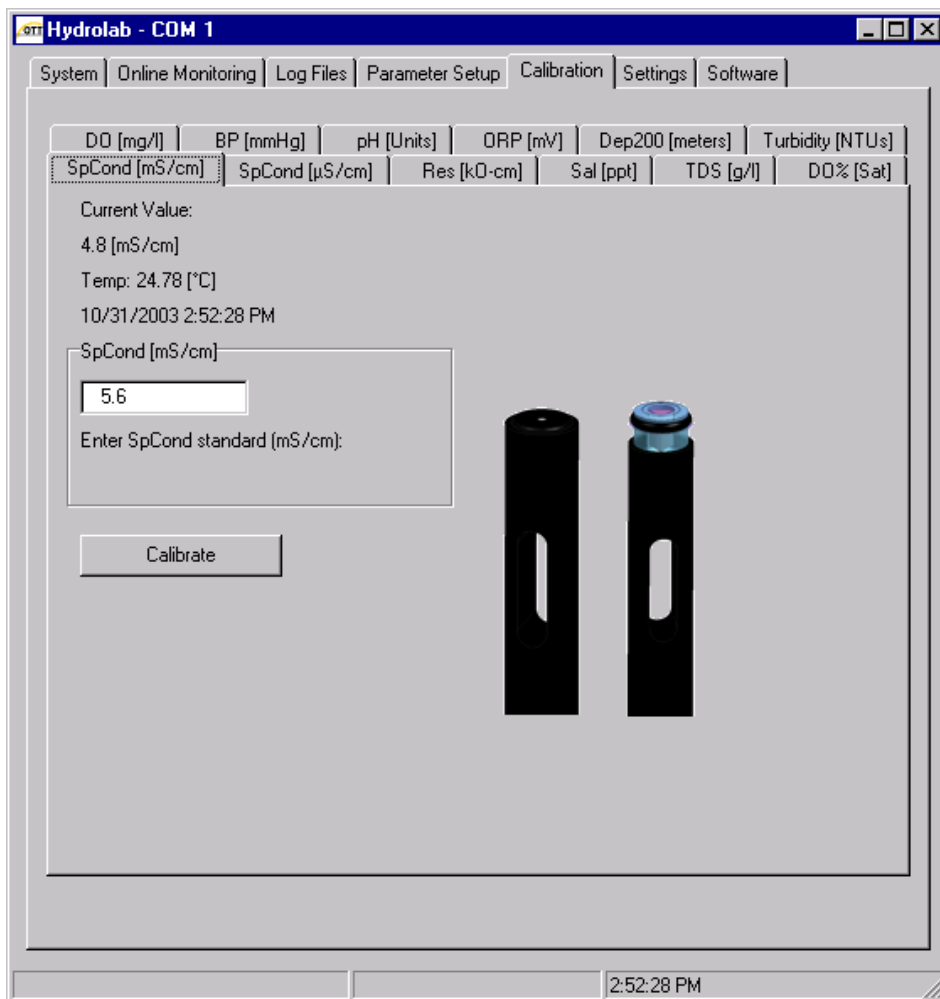 OTT Hydrolab - COM 1
System Online Monitoring Log Files Parameter Setup Calibration Settings Software
DO [mg/l] BP [mmHg] pH [Units] ORP [mV] Dep200 [meters] Turbidity [NTUs]
SpCond [mS/cm] SpCond [µS/cm] Res [kO-cm] Sal [ppt] TDS [g/l] DO% [Sat]
Current Value:
4.8 [mS/cm]
Temp: 24.78 [°C]
10/31/2003 2:52:28 PM
SpCond [mS/cm]
5.6
Enter SpCond standard (mS/cm):
Calibrate
2:52:28 PM